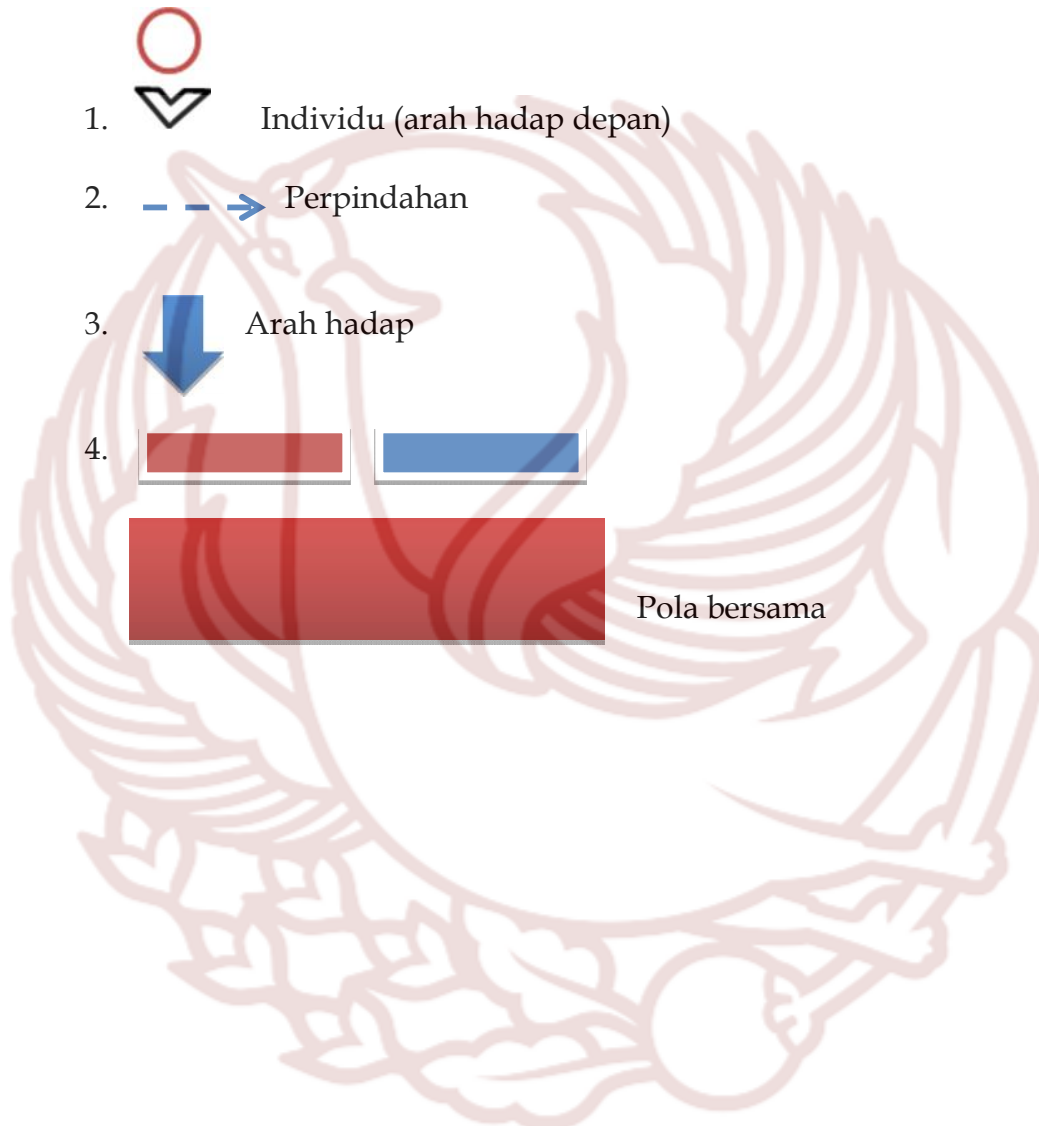 1. Individu (arah hadap depan)
2. Perpindahan
3. Arah hadap
4.
Pola bersama